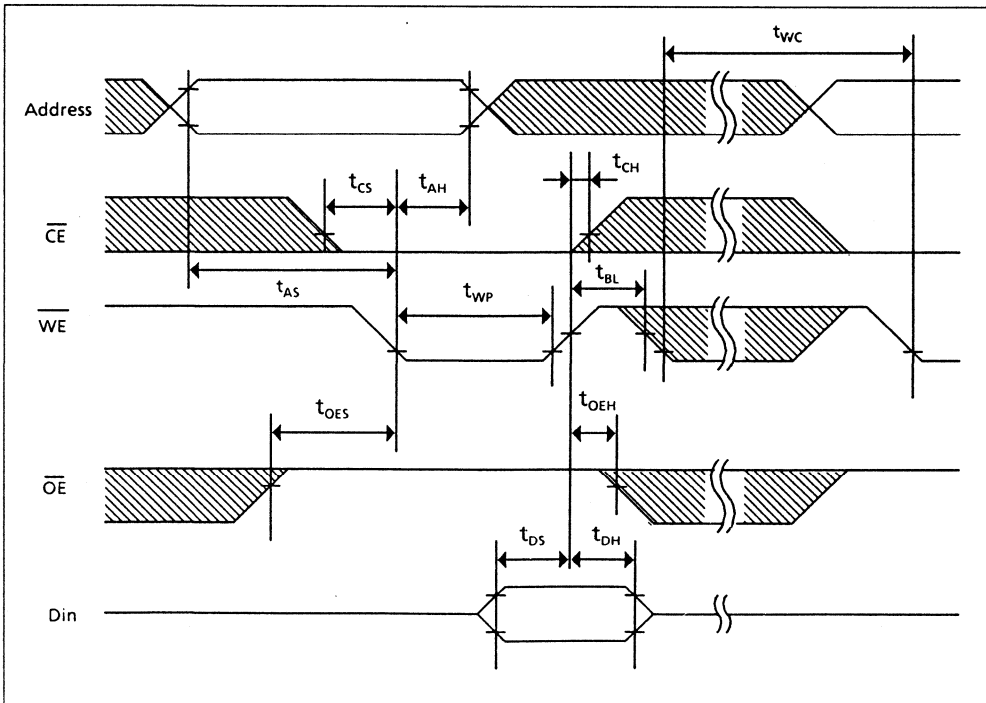 tWC
Address
tCH
tCS
tAH
CE
tAS
tBL
tWP
WE
tOES
tOEH
OE
tDS
tDH
Din